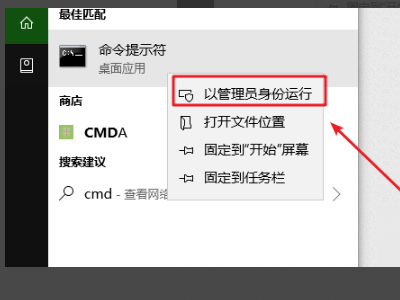 最佳匹配
命令提示符
桌面应用
以管理员身份运行
商店
打开文件位置
CMDA
固定到"开始"屏幕
搜索建议
固定到任务栏
cmd - 查看网络